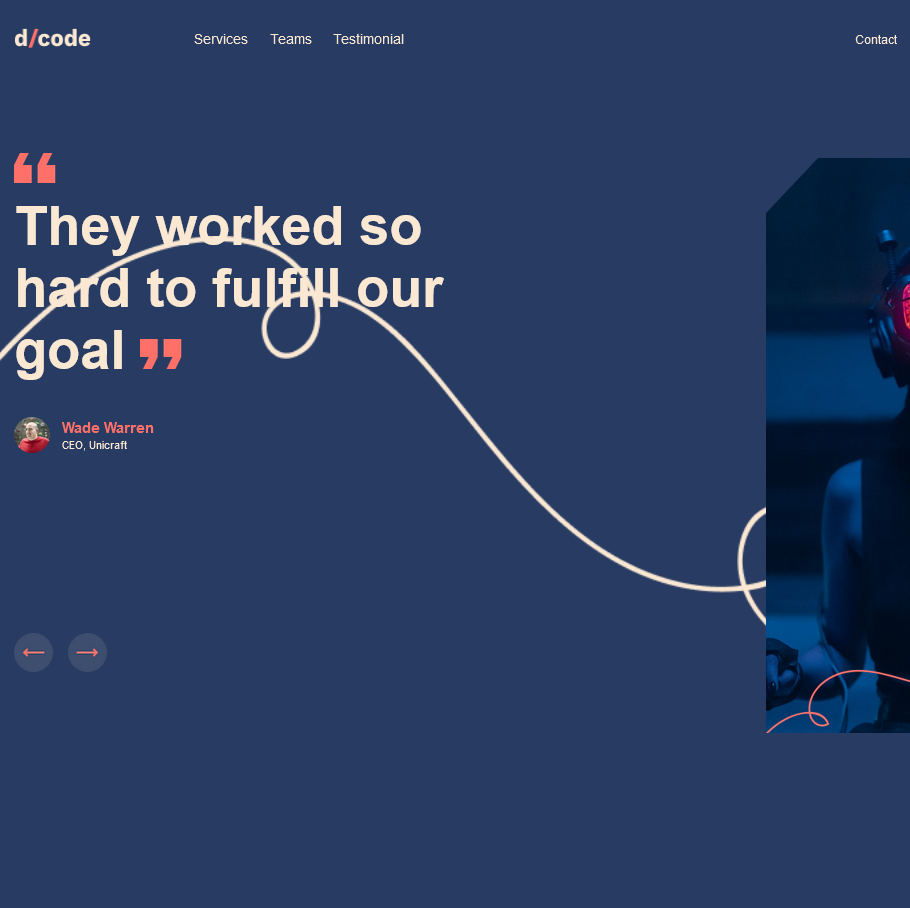 d/code
Services Teams Testimonial
Contact
“
They worked so
hard to fulfill our
goal ”
Wade Warren
CEO, Unicraft